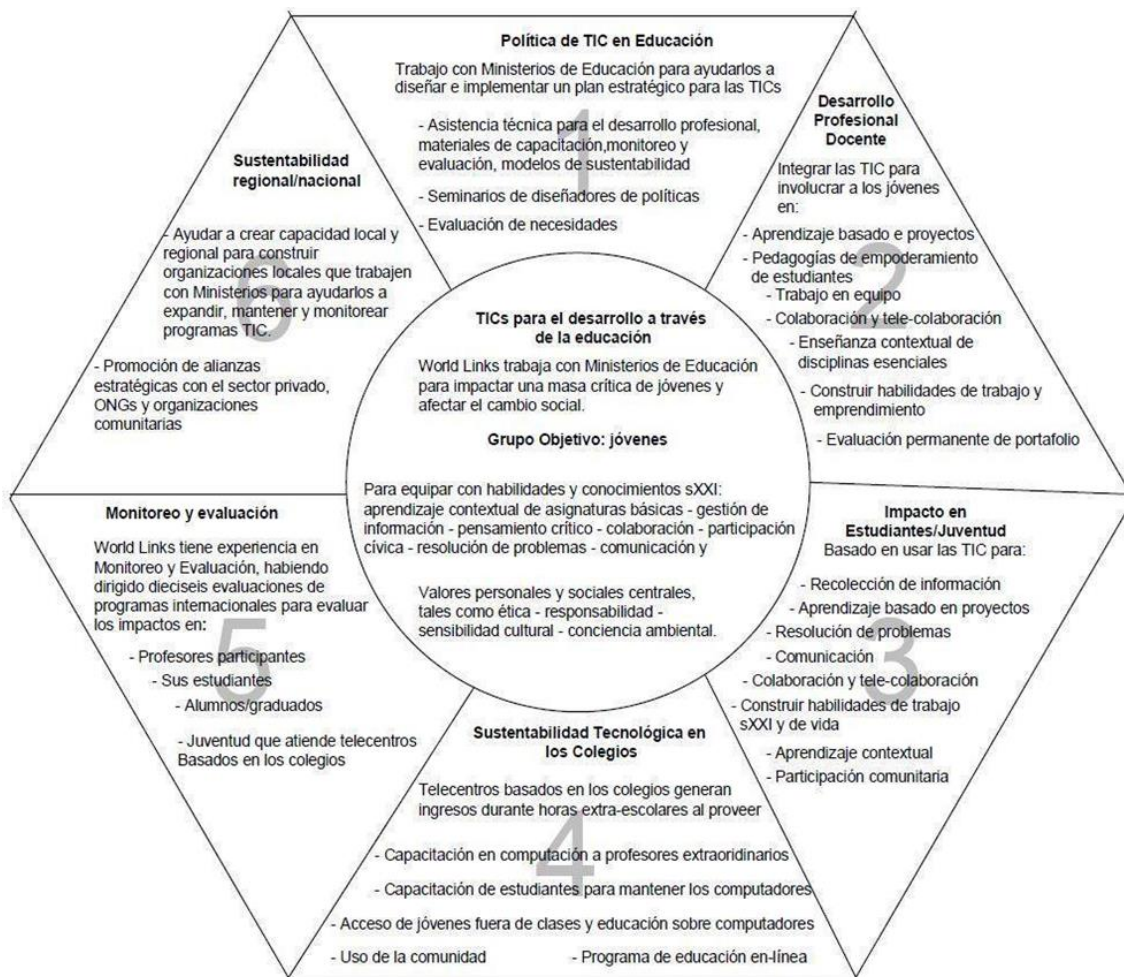 1
Política de TIC en Educación
Trabajo con Ministerios de Educación para ayudarlos a
diseñar e implementar un plan estratégico para las TICs
- Asistencia técnica para el desarrollo profesional,
materiales de capacitación,monitoreo y
evaluación, modelos de sustentabilidad
- Seminarios de diseñadores de políticas
- Evaluación de necesidades
2
Desarrollo
Profesional
Docente
Integrar las TIC para
involucrar a los jóvenes
en:
- Aprendizaje basado e proyectos
- Pedagogías de empoderamiento
de estudiantes
- Trabajo en equipo
- Colaboración y tele-colaboración
- Enseñanza contextual de
disciplinas esenciales
- Construir habilidades de trabajo y
emprendimiento
- Evaluación permanente de portafolio
3
Impacto en
Estudiantes/Juventud
Basado en usar las TIC para:
- Recolección de información
- Aprendizaje basado en proyectos
- Resolución de problemas
- Comunicación
- Colaboración y tele-colaboración
- Construir habilidades de trabajo
sXXI y de vida
- Aprendizaje contextual
- Participación comunitaria
4
Sustentabilidad Tecnológica en
los Colegios
Telecentros basados en los colegios generan
ingresos durante horas extra-escolares al proveer
- Capacitación en computación a profesores extraoridinarios
- Capacitación de estudiantes para mantener los computadores
- Acceso de jóvenes fuera de clases y educación sobre computadores
- Uso de la comunidad
- Programa de educación en-línea
5
Monitoreo y evaluación
World Links tiene experiencia en
Monitoreo y Evaluación, habiendo
dirigido dieciseis evaluaciones de
programas internacionales para evaluar
los impactos en:
- Profesores participantes
- Sus estudiantes
- Alumnos/graduados
- Juventud que atiende telecentros
Basados en los colegios
6
Sustentabilidad
regional/nacional
- Ayudar a crear capacidad local y
regional para construir
organizaciones locales que trabajen
con Ministerios para ayudarlos a
expandir, mantener y monitorear
programas TIC.
- Promoción de alianzas
estratégicas con el sector privado,
ONGs y organizaciones
comunitarias
TICs para el desarrollo a través
de la educación
World Links trabaja con Ministerios de Educación
para impactar una masa crítica de jóvenes y
afectar el cambio social.
Grupo Objetivo: jóvenes
Para equipar con habilidades y conocimientos sXXI:
aprendizaje contextual de asignaturas básicas - gestión de
información - pensamiento crítico - colaboración - participación
cívica - resolución de problemas - comunicación y
Valores personales y sociales centrales,
tales como ética - responsabilidad -
sensibilidad cultural - conciencia ambiental.